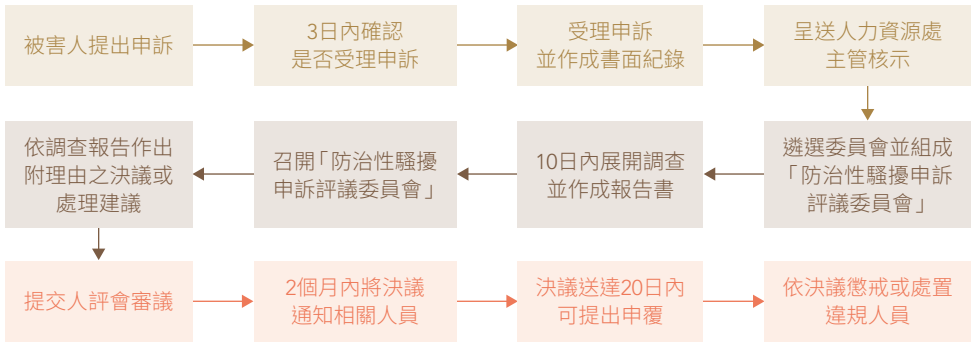 被害人提出申訴
3日內確認
是否受理申訴
受理申訴
並作成書面紀錄
呈送人力資源處
主管核示
遴選委員會並組成
「防治性騷擾申訴
評議委員會」
10日內展開調查
並作成報告書
召開「防治性騷擾
申訴評議委員會」
依調查報告作出
附理由之決議或
處理建議
提交人評會審議
2個月內將決議
通知相關人員
決議送達20日內
可提出申覆
依決議懲戒或處置
違規人員